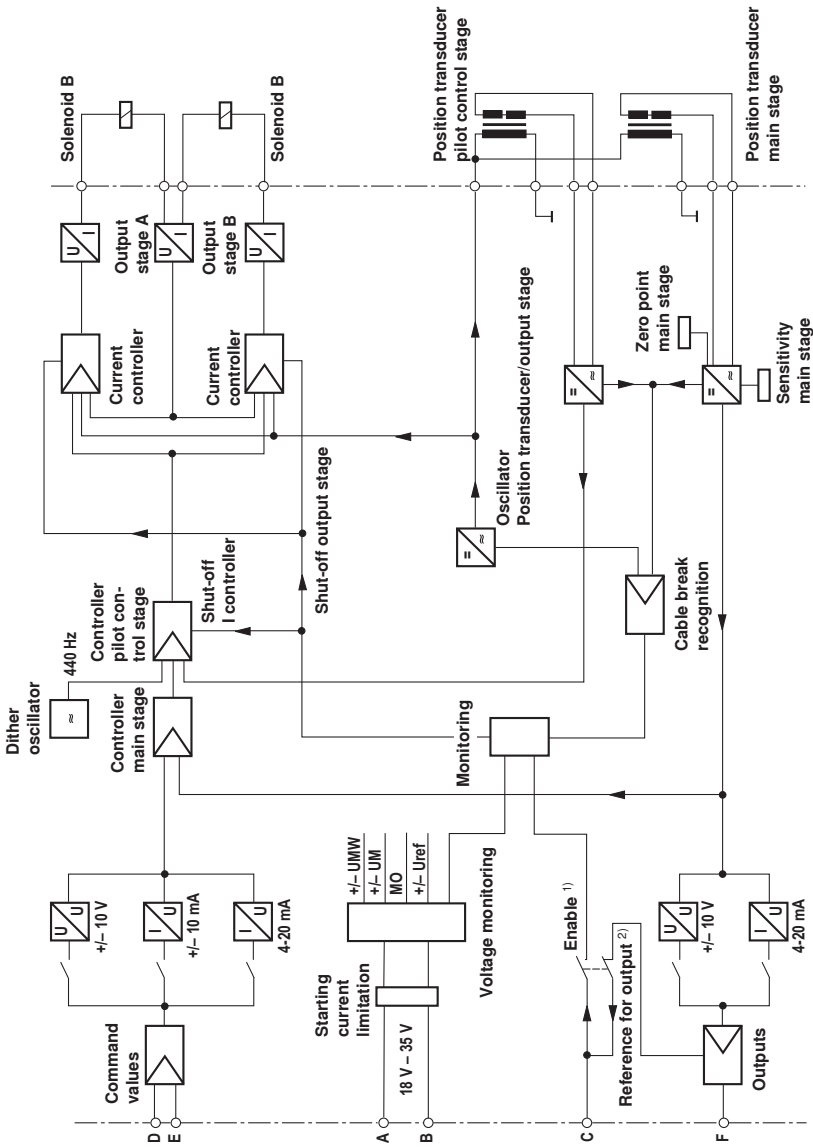 Dither
oscillator
≈
440 Hz
Controller
main stage
Controller
pilot con-
trol stage
Shut-off
I controller
Shut-off output stage
Current
controller
Current
controller
Output
stage A
Output
stage B
U
I
U
I
U
I
Solenoid B
Solenoid B
Command
values
D
E
U
U
+/– 10 V
I
U
+/– 10 mA
I
U
4-20 mA
A
B
18 V – 35 V
Starting
current
limitation
+/– UMW
+/– UM
MO
+/– Uref
Voltage monitoring
Monitoring
C
Enable 1)
Reference for output 2)
F
Outputs
U
U
+/– 10 V
I
U
4-20 mA
Cable break
recognition
=
≈
Oscillator
Position transducer/output stage
=
≈
=
≈
Zero point
main stage
Sensitivity
main stage
Position transducer
pilot control stage
Position transducer
main stage